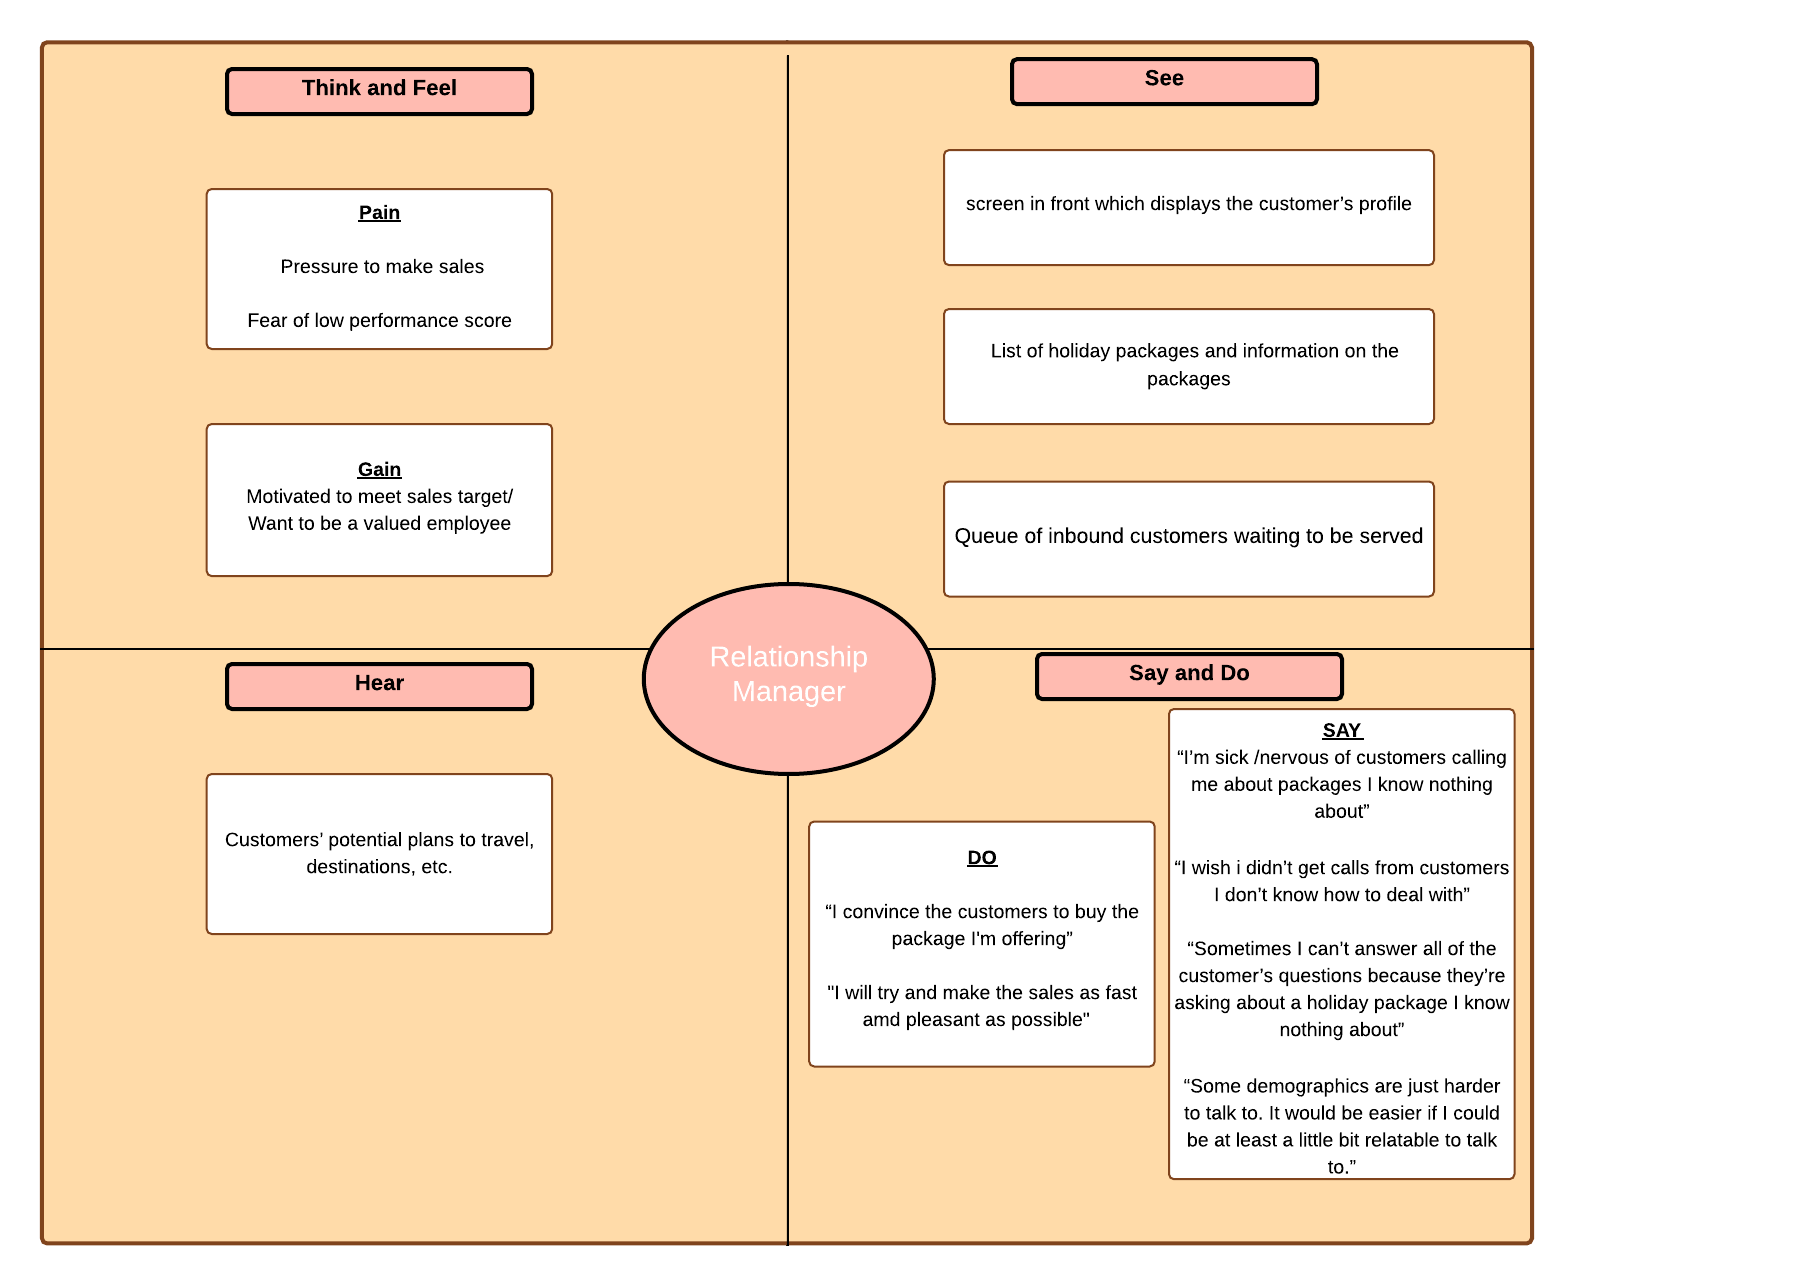 Think and Feel
Pain
Pressure to make sales
Fear of low performance score
Gain
Motivated to meet sales target/
Want to be a valued employee
See
screen in front which displays the customer’s profile
List of holiday packages and information on the
packages
Queue of inbound customers waiting to be served
Relationship
Manager
Hear
Customers’ potential plans to travel,
destinations, etc.
Say and Do
DO
“I convince the customers to buy the
package I'm offering”
"I will try and make the sales as fast
amd pleasant as possible"
SAY
“I’m sick /nervous of customers calling
me about packages I know nothing
about”
“I wish i didn’t get calls from customers
I don’t know how to deal with”
“Sometimes I can’t answer all of the
customer’s questions because they’re
asking about a holiday package I know
nothing about”
“Some demographics are just harder
to talk to. It would be easier if I could
be at least a little bit relatable to talk
to.”